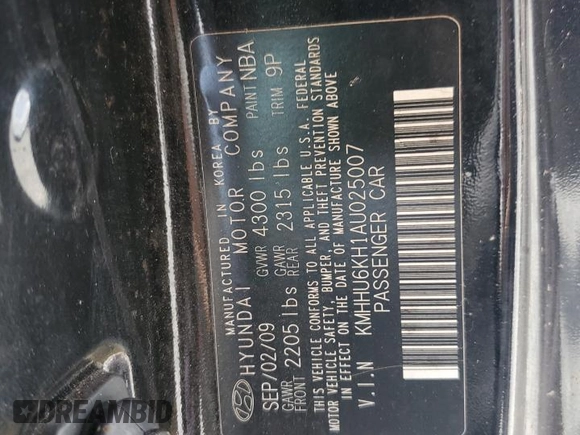 MANUFACTURED IN KOREA BY
HYUNDAI MOTOR COMPANY
SEP/02/09 GVWR 4300 lbs PAINT NBA
GAWR FRONT 2205 lbs GAWR REAR 2315 lbs TRIM 9P
THIS VEHICLE CONFORMS TO ALL APPLICABLE U.S.A. FEDERAL
MOTOR VEHICLE SAFETY, BUMPER, AND THEFT PREVENTION STANDARDS
IN EFFECT ON THE DATE OF MANUFACTURE SHOWN ABOVE
V.I.N KMHHU6KH1AU025007
PASSENGER CAR
DREAMBID